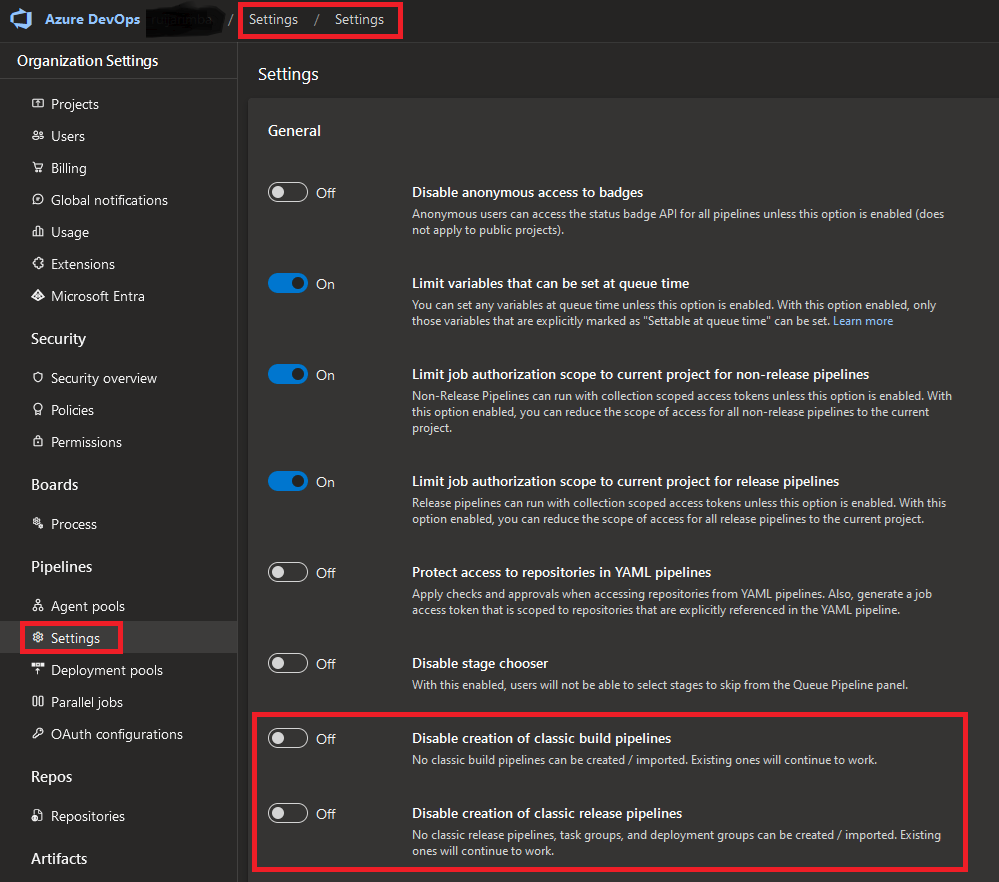 Azure DevOps / Settings / Settings
Organization Settings
Projects
Users
Billing
Global notifications
Usage
Extensions
Microsoft Entra
Security
Security overview
Policies
Permissions
Boards
Process
Pipelines
Agent pools
Settings
Deployment pools
Parallel jobs
OAuth configurations
Repos
Repositories
Artifacts
Settings
General
Off
Disable anonymous access to badges
Anonymous users can access the status badge API for all pipelines unless this option is enabled (does
not apply to public projects).
On
Limit variables that can be set at queue time
You can set any variables at queue time unless this option is enabled. With this option enabled, only
those variables that are explicitly marked as "Settable at queue time" can be set. Learn more
On
Limit job authorization scope to current project for non-release pipelines
Non-Release Pipelines can run with collection scoped access tokens unless this option is enabled. With
this option enabled, you can reduce the scope of access for all non-release pipelines to the current
project.
On
Limit job authorization scope to current project for release pipelines
Release pipelines can run with collection scoped access tokens unless this option is enabled. With this
option enabled, you can reduce the scope of access for all release pipelines to the current project.
Off
Protect access to repositories in YAML pipelines
Apply checks and approvals when accessing repositories from YAML pipelines. Also, generate a job
access token that is scoped to repositories that are explicitly referenced in the YAML pipeline.
Off
Disable stage chooser
With this enabled, users will not be able to select stages to skip from the Queue Pipeline panel.
Off
Disable creation of classic build pipelines
No classic build pipelines can be created / imported. Existing ones will continue to work.
Off
Disable creation of classic release pipelines
No classic release pipelines, task groups, and deployment groups can be created / imported. Existing
ones will continue to work.